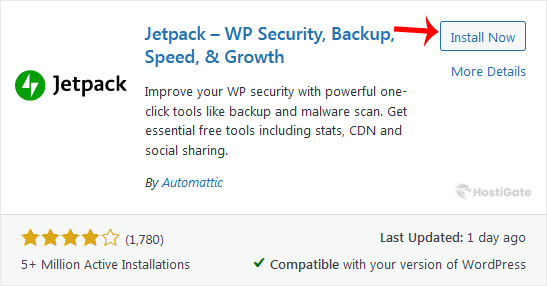 Jetpack – WP Security, Backup,
Speed, & Growth
Install Now
More Details
Jetpack
Improve your WP security with powerful one-
click tools like backup and malware scan. Get
essential free tools including stats, CDN and
social sharing.
By Automattic
HostiGate
(1,780)
Last Updated: 1 day ago
5+ Million Active Installations
Compatible with your version of WordPress